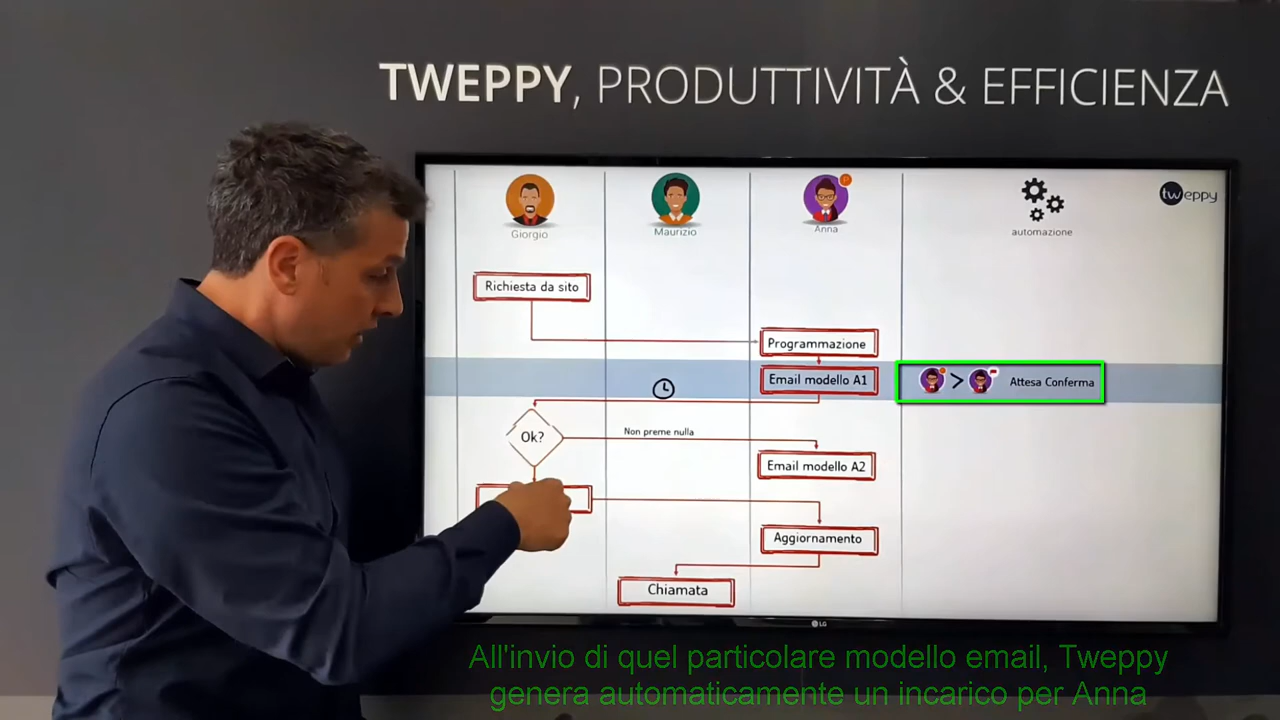 TWEPPY, PRODUTTIVITÀ & EFFICIENZA
tweppy
Giorgio
Maurizio
P
Anna
automazione
Richiesta da sito
Programmazione
Email modello A1
Attesa Conferma
Ok?
Non preme nulla
Email modello A2
Aggiornamento
Chiamata
LG
All'invio di quel particolare modello email, Tweppy
genera automaticamente un incarico per Anna